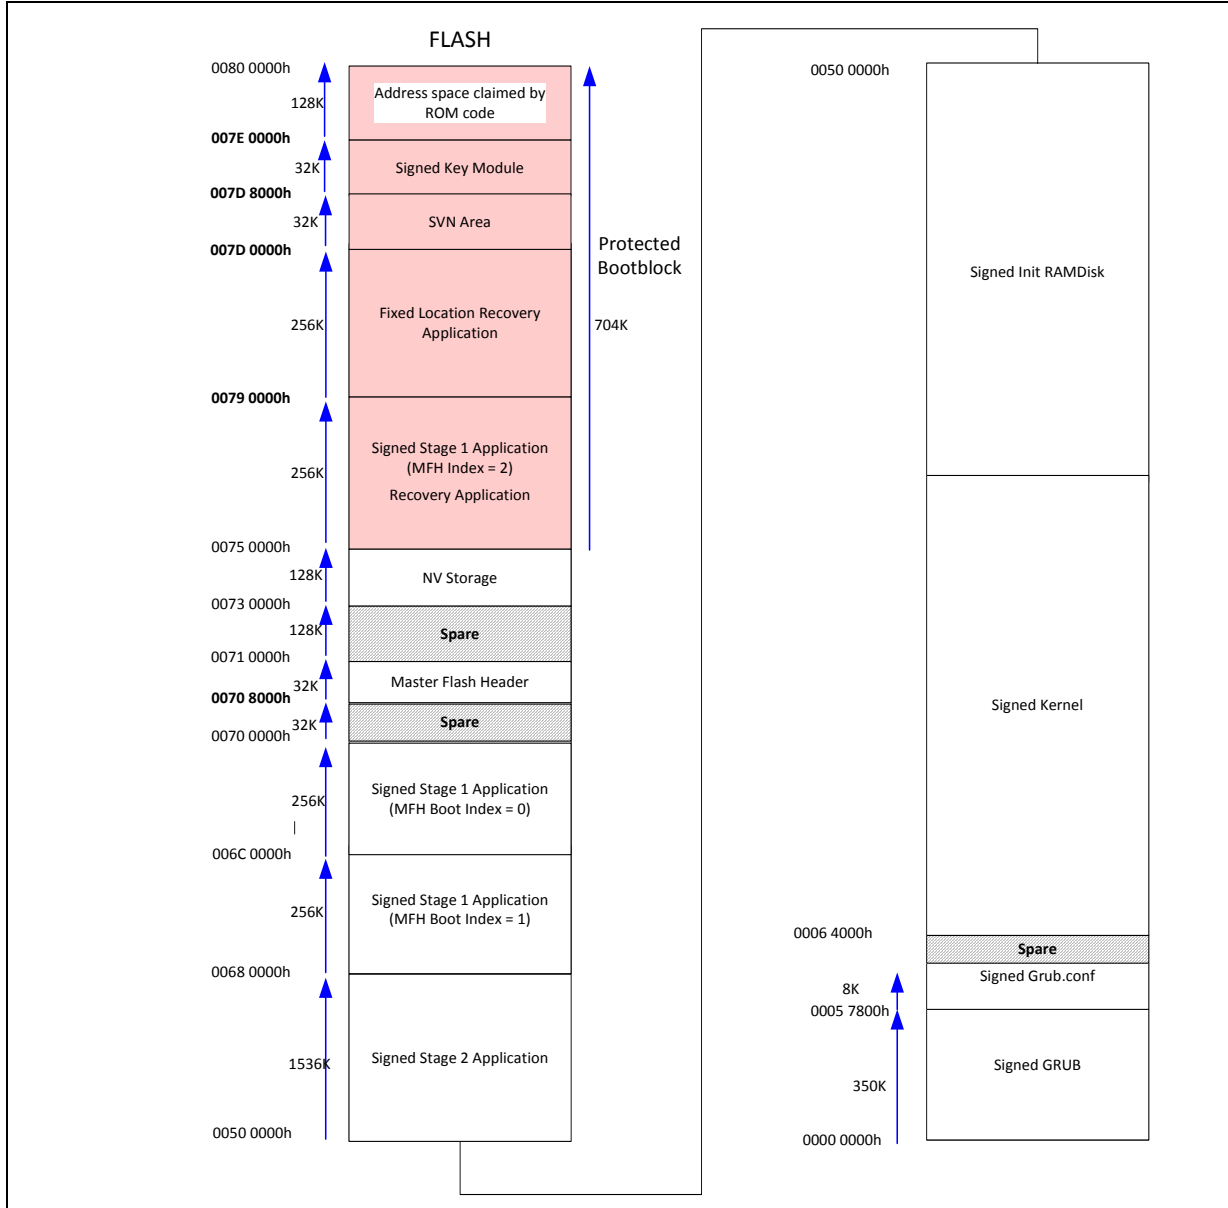 FLASH
0080 0000h
Address space claimed by
ROM code
128K
007E 0000h
Signed Key Module
32K
007D 8000h
SVN Area
32K
007D 0000h
Protected
Bootblock
Fixed Location Recovery
Application
256K
704K
0079 0000h
Signed Stage 1 Application
(MFH Index = 2)
Recovery Application
256K
0075 0000h
NV Storage
128K
0073 0000h
Spare
128K
0071 0000h
Master Flash Header
32K
0070 8000h
Spare
32K
0070 0000h
Signed Stage 1 Application
(MFH Boot Index = 0)
256K
006C 0000h
Signed Stage 1 Application
(MFH Boot Index = 1)
256K
0068 0000h
Signed Stage 2 Application
1536K
0050 0000h
0050 0000h
Signed Init RAMDisk
Signed Kernel
0006 4000h
Spare
Signed Grub.conf
8K
0005 7800h
Signed GRUB
350K
0000 0000h